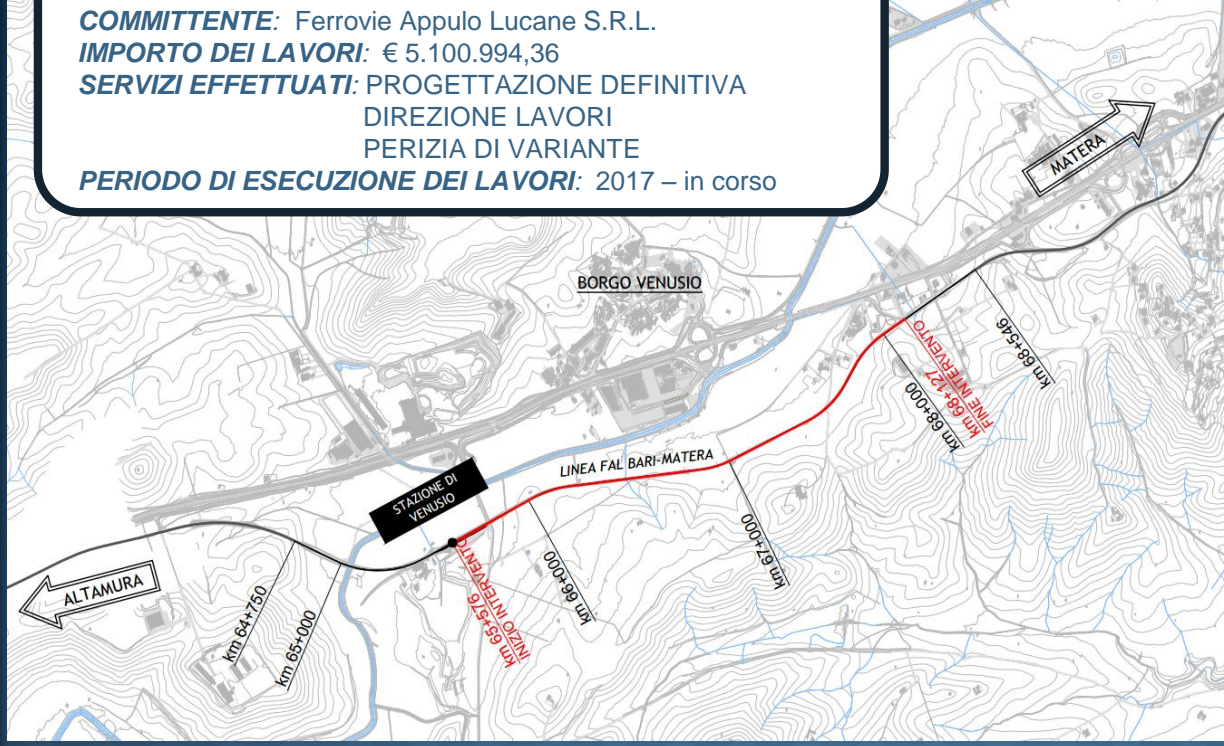 COMMITTENTE: Ferrovie Appulo Lucane S.R.L.
IMPORTO DEI LAVORI: € 5.100.994,36
SERVIZI EFFETTUATI: PROGETTAZIONE DEFINITIVA
DIREZIONE LAVORI
PERIZIA DI VARIANTE
PERIODO DI ESECUZIONE DEI LAVORI: 2017 – in corso
MATERA
BORGO VENUSIO
km 68+546
FINE INTERVENTO
km 68+127
km 68+000
LINEA FAL BARI-MATERA
STAZIONE DI
VENUSIO
km 67+000
km 66+000
INIZIO INTERVENTO
km 65+576
ALTAMURA
km 64+750
km 65+000